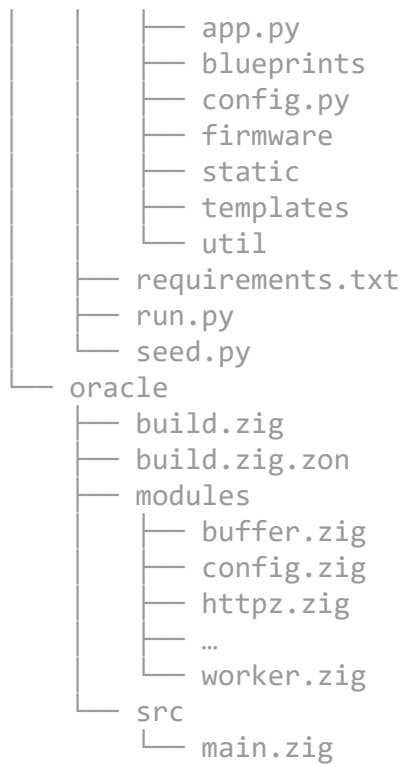 │   │   ├── app.py
│   │   ├── blueprints
│   │   ├── config.py
│   │   ├── firmware
│   │   ├── static
│   │   ├── templates
│   │   └── util
│   ├── requirements.txt
│   ├── run.py
│   └── seed.py
└── oracle
    ├── build.zig
    ├── build.zig.zon
    ├── modules
    │   ├── buffer.zig
    │   ├── config.zig
    │   ├── httpz.zig
    │   ├── …
    │   └── worker.zig
    └── src
        └── main.zig